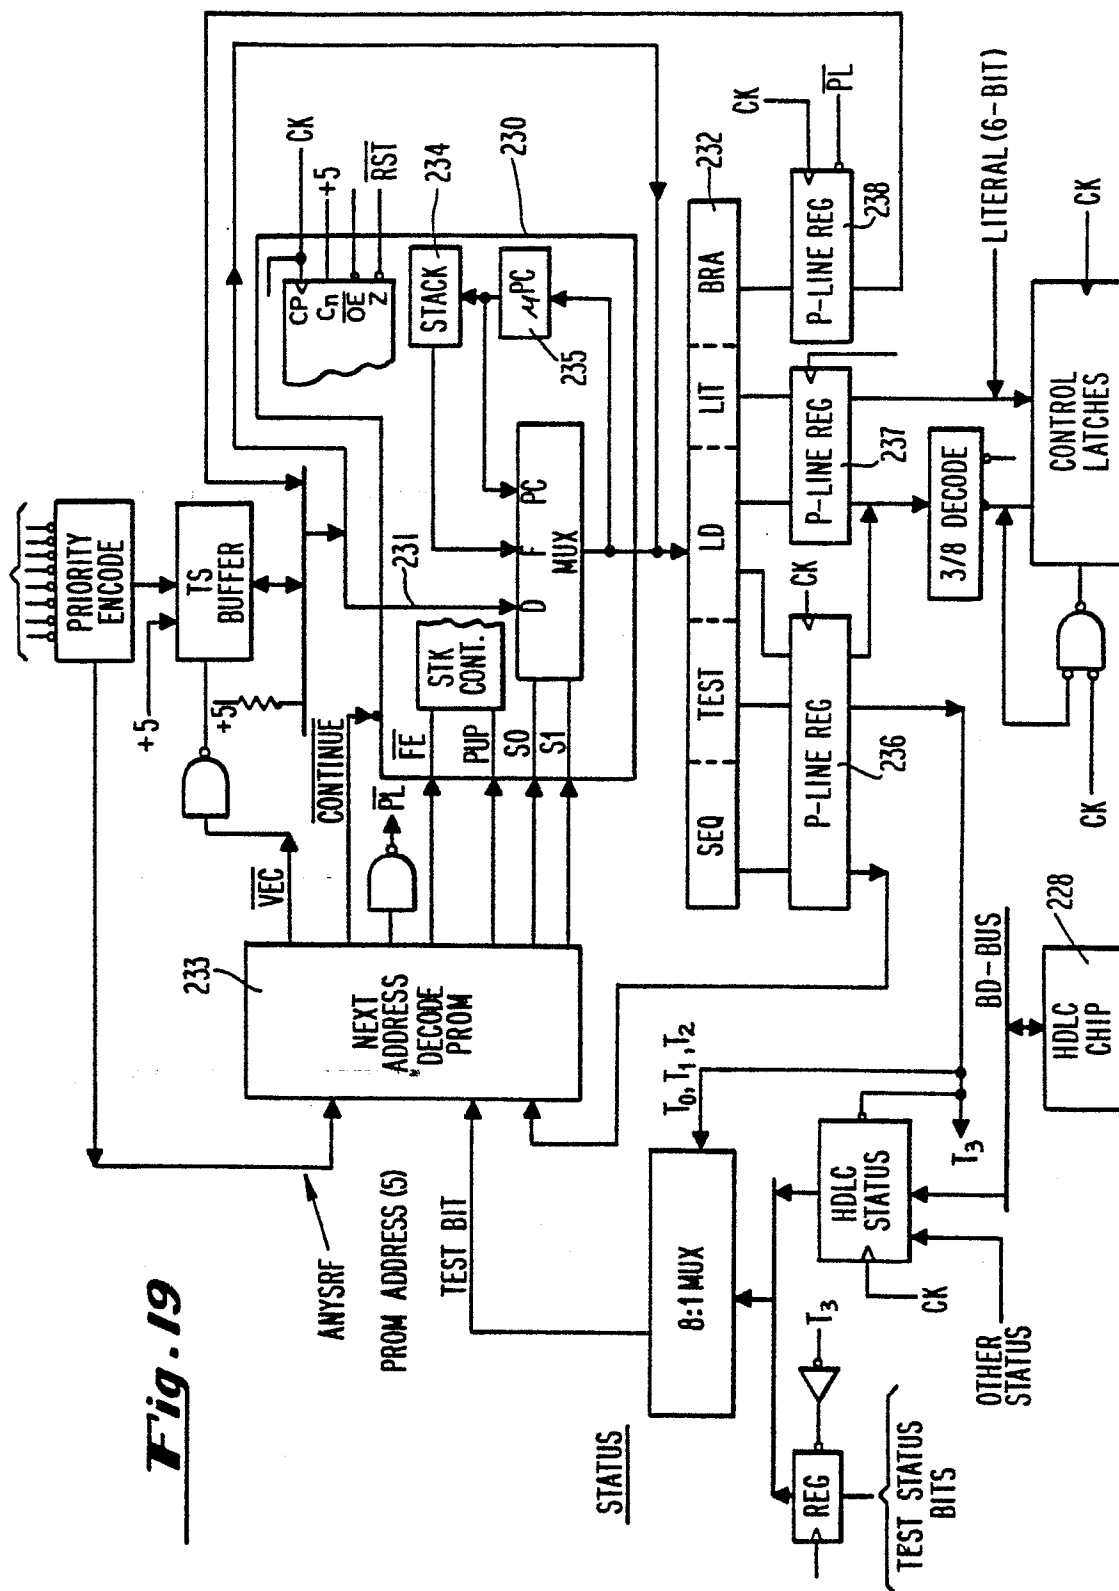 Fig. 19
PRIORITY
ENCODE
+5
TS
BUFFER
+5
VEC
CONTINUE
PL
233
NEXT
ADDRESS
DECODE
PROM
ANYSRF
PROM ADDRESS (5)
TEST BIT
FE
PUP
S0
S1
STK
CONT.
231
D
F
PC
MUX
CP
Cn
OE
Z
CK
+5
RST
STACK
234
μPC
235
230
SEQ
TEST
LD
LIT
BRA
232
P-LINE REG
236
CK
P-LINE REG
237
P-LINE REG
238
CK
PL
3/8 DECODE
LITERAL (6-BIT)
CONTROL
LATCHES
CK
CK
STATUS
8:1 MUX
T0, T1, T2
T3
HDLC
STATUS
CK
OTHER
STATUS
REG
T3
TEST STATUS
BITS
BD-BUS
HDLC
CHIP
228